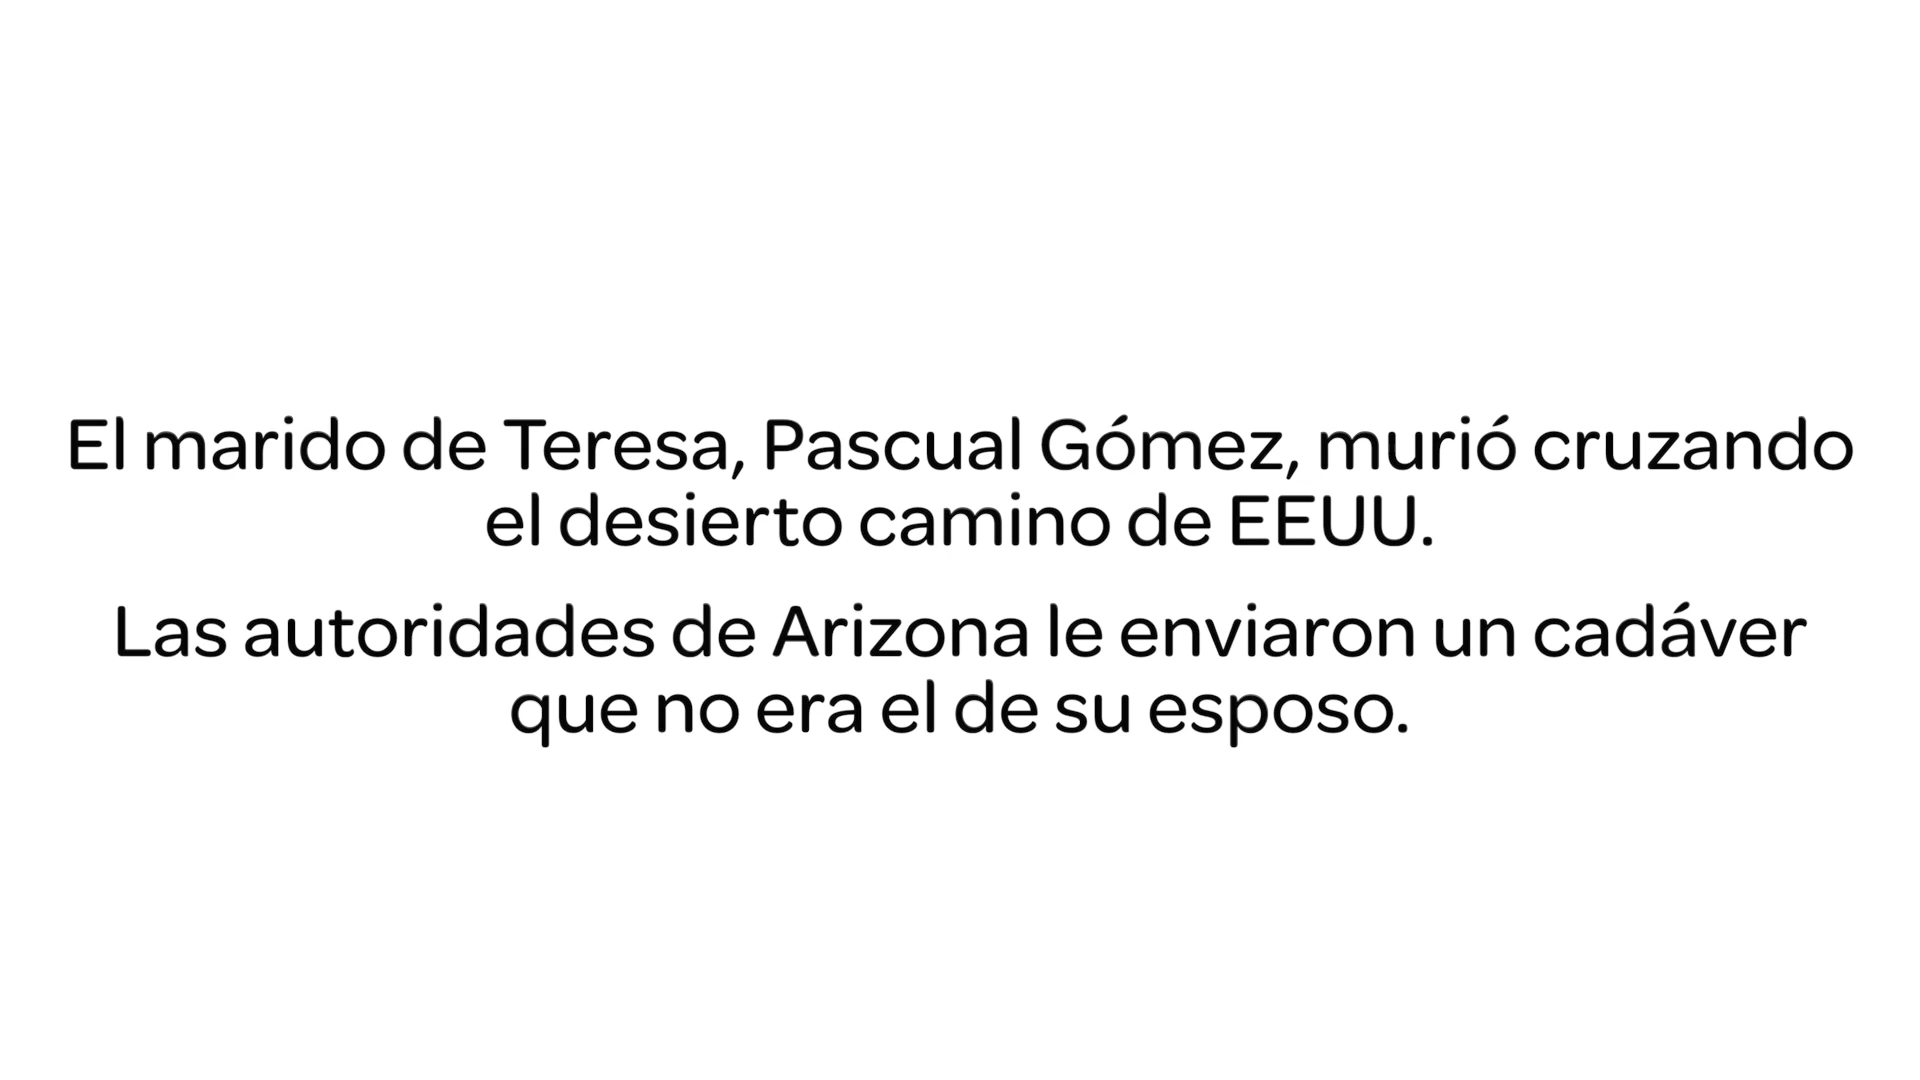 El marido de Teresa, Pascual Gómez, murió cruzando
el desierto camino de EEUU.
Las autoridades de Arizona le enviaron un cadáver
que no era el de su esposo.